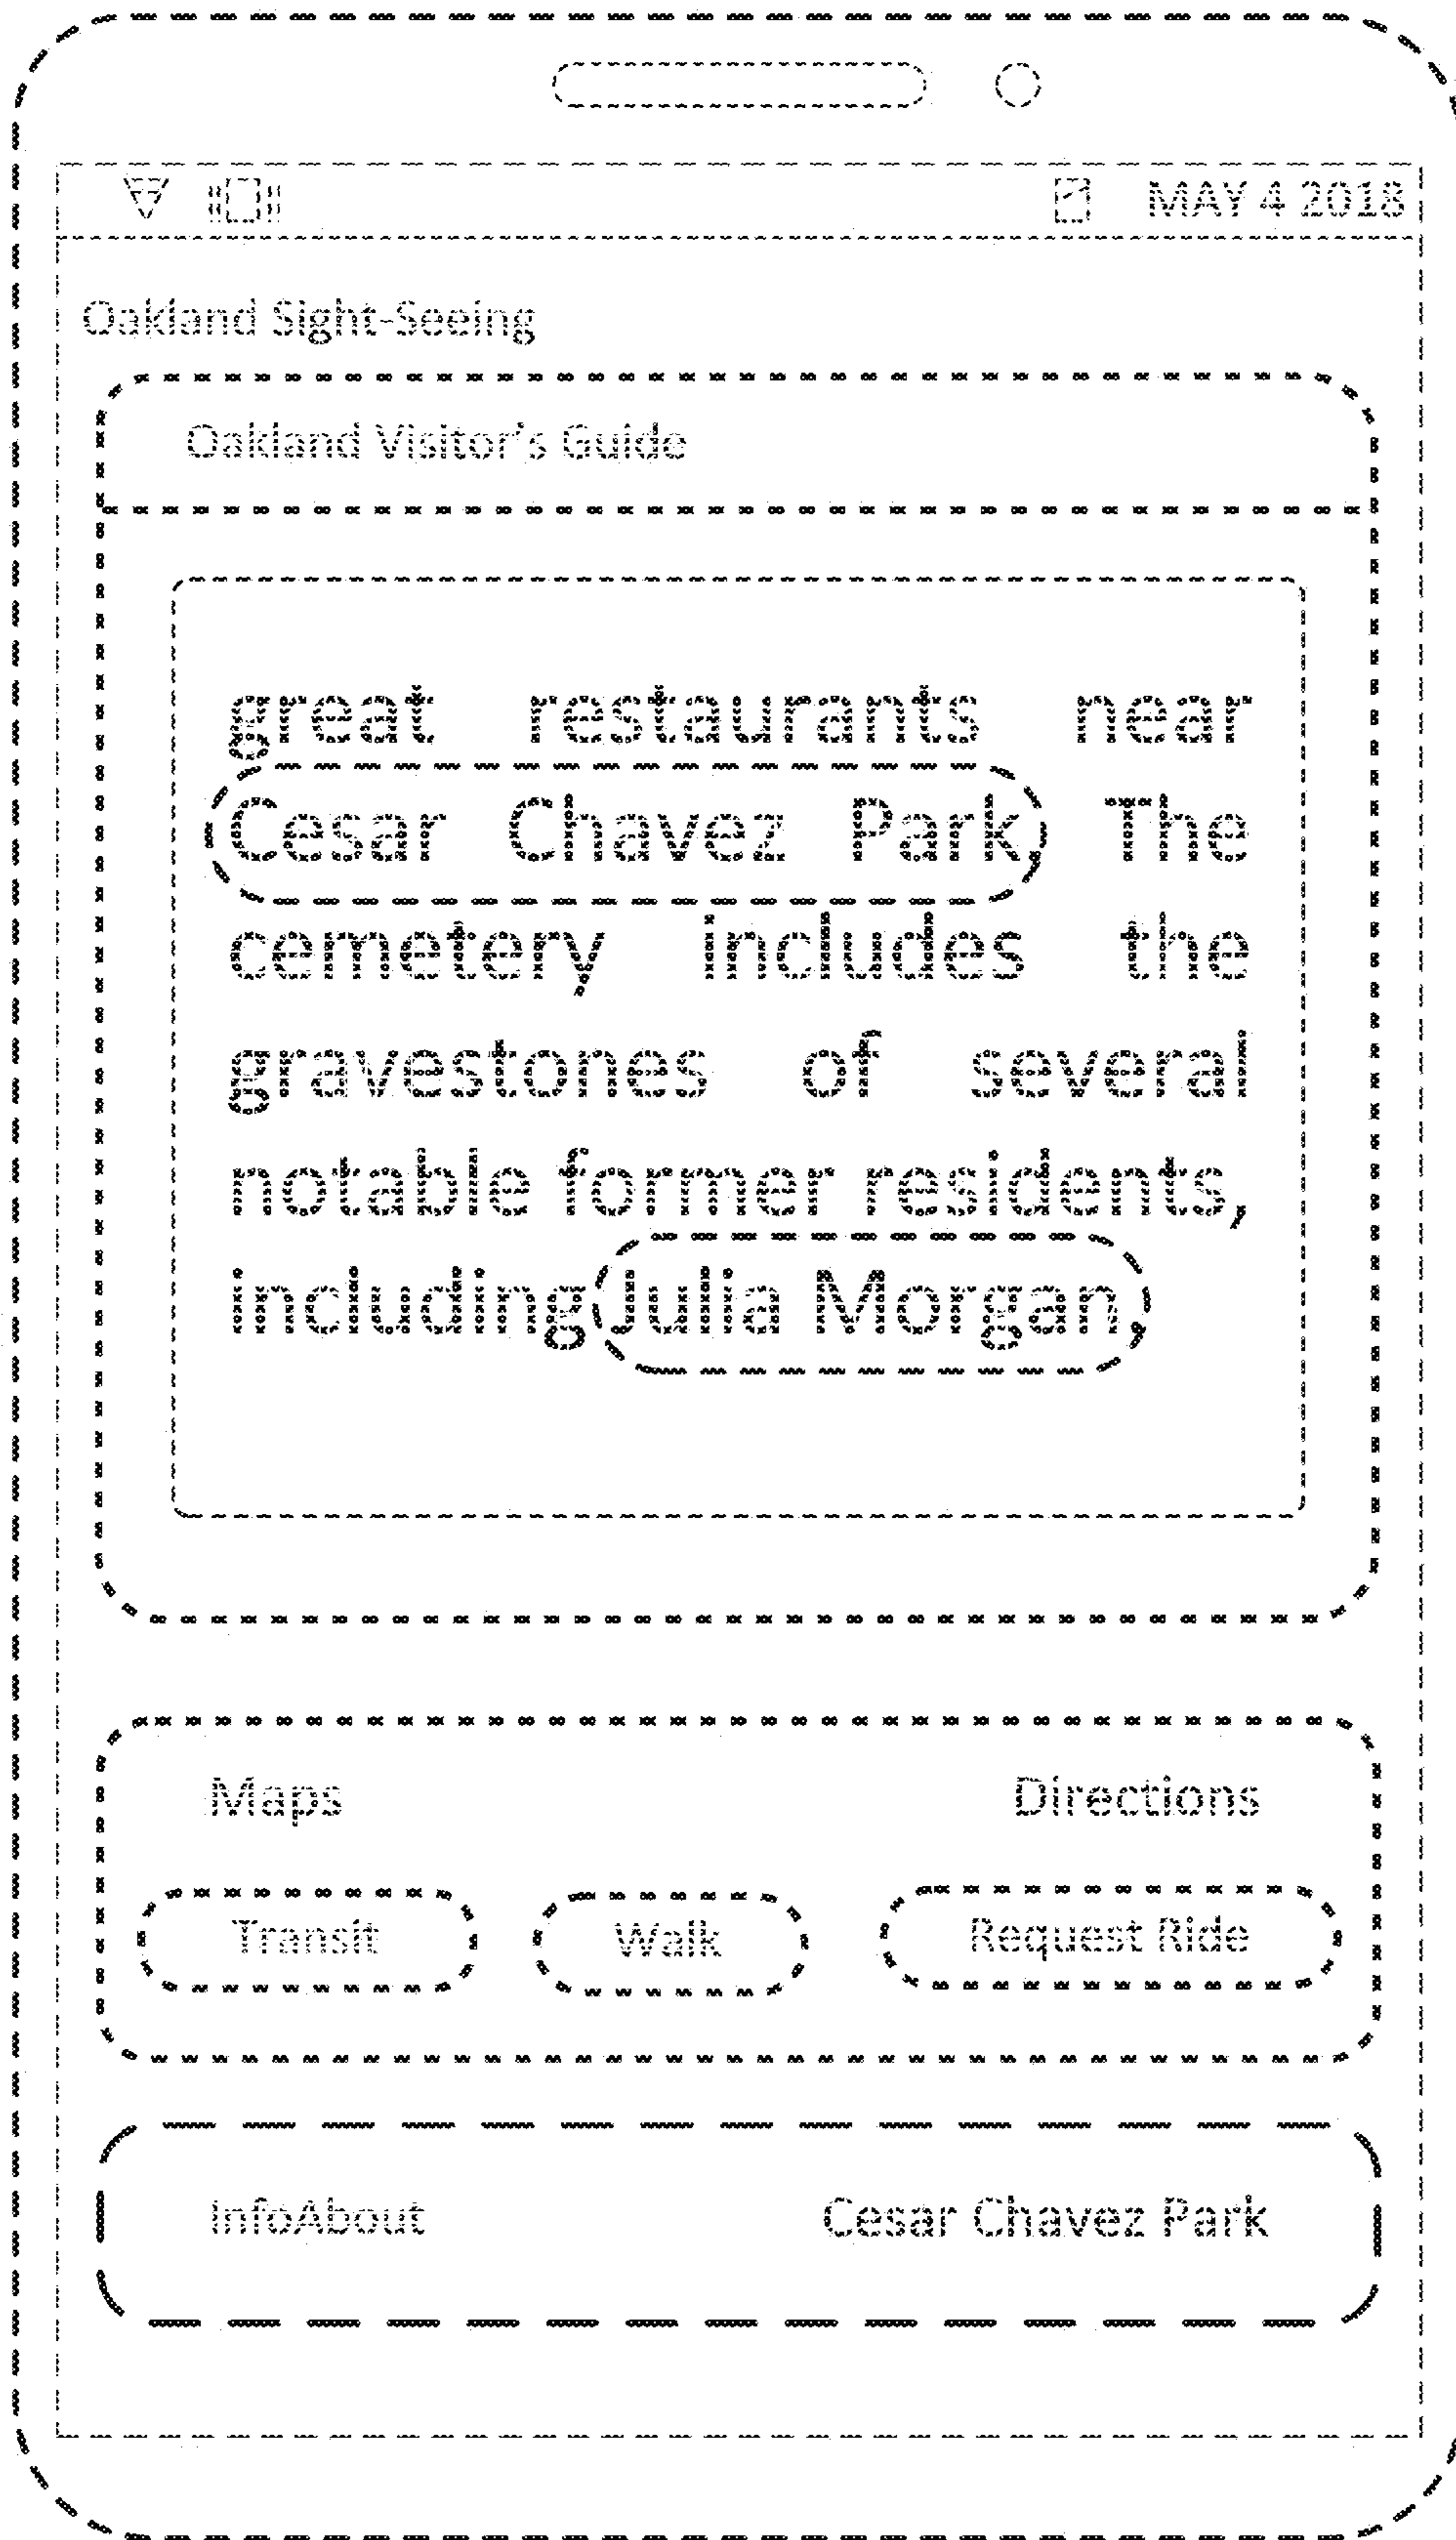 MAY 4 2018
Oakland Sight-Seeing
Oakland Visitor's Guide
great restaurants near
Cesar Chavez Park The
cemetery includes the
gravestones of several
notable former residents,
including Julia Morgan,
Maps Directions
Transit Walk Request Ride
InfoAbout Cesar Chavez Park